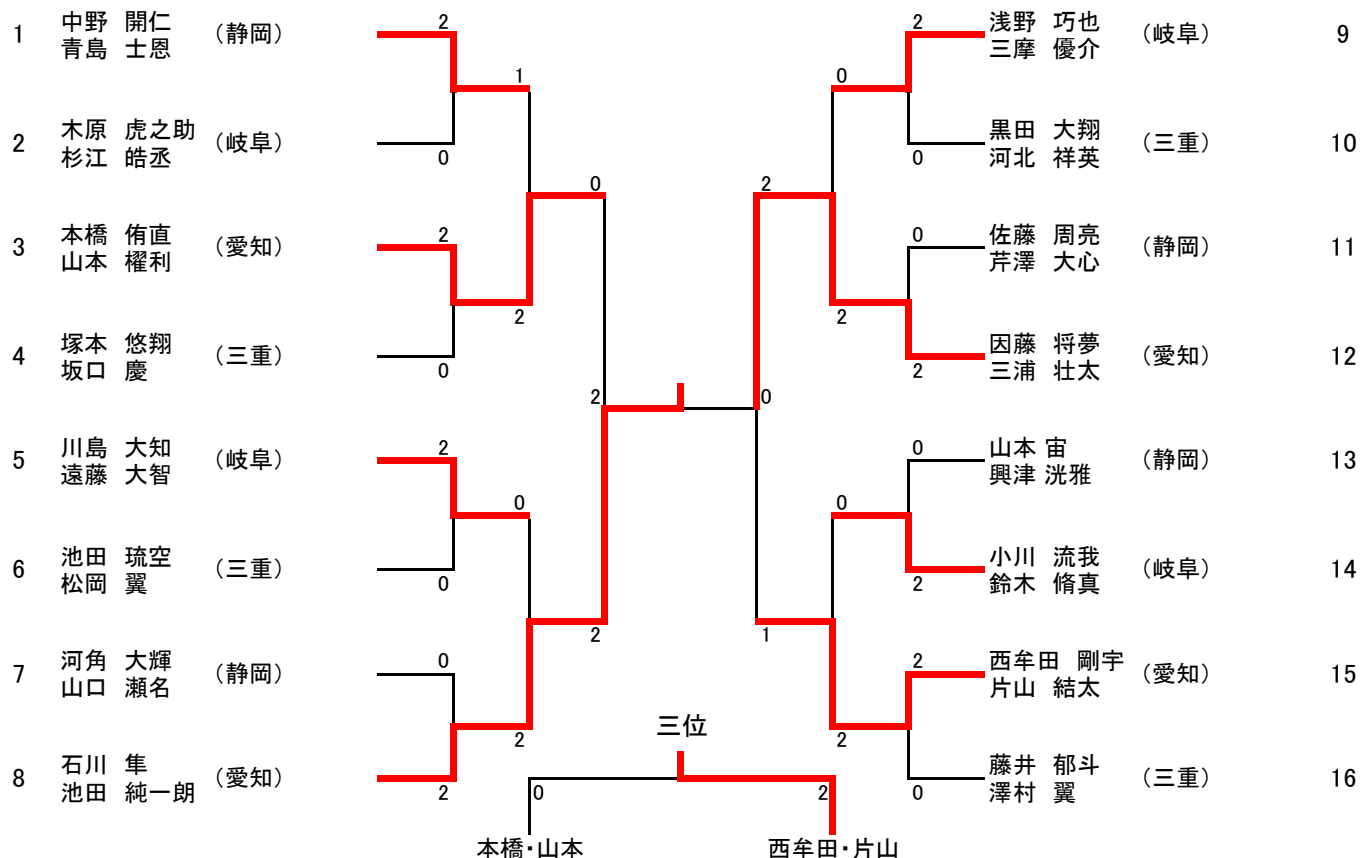 1 中野 開仁 (静岡) 2
青島 士恩
1
2 木原 虎之助 (岐阜) 0
杉江 皓丞
0
3 本橋 侑直 (愛知) 2
山本 櫂利
2
4 塚本 悠翔 (三重) 0
坂口 慶
2
5 川島 大知 (岐阜) 2
遠藤 大智
0
6 池田 琉空 (三重) 0
松岡 翼
2
7 河角 大輝 (静岡) 0
山口 瀬名
2
8 石川 隼 (愛知) 2
池田 純一朗
2 浅野 巧也 (岐阜) 9
三摩 優介
0
0 黒田 大翔 (三重) 10
河北 祥英
2
0 佐藤 周亮 (静岡) 11
芹澤 大心
2
2 因藤 将夢 (愛知) 12
三浦 壮太
0
0 山本 宙 (静岡) 13
興津 洸雅
0
2 小川 流我 (岐阜) 14
鈴木 脩真
1
2 西牟田 剛宇 (愛知) 15
片山 結太
2
0 藤井 郁斗 (三重) 16
澤村 翼
三位
0 2
本橋・山本 西牟田・片山